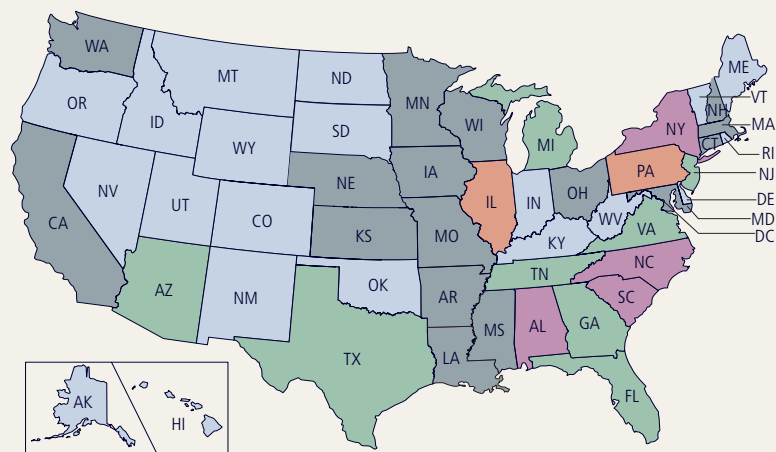 WA
MT
ND
MN
ME
VT
NH
MA
OR
ID
SD
WI
MI
NY
CT
RI
WY
NJ
IA
PA
NE
NV
IL
IN
OH
DE
UT
CO
MD
CA
KS
MO
WV
VA
DC
KY
NC
AZ
NM
OK
TN
AR
SC
MS
AL
GA
TX
LA
FL
AK
HI